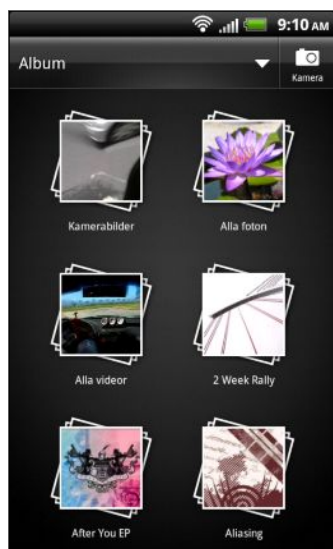 9:10 AM
Album
Kamera
Kamerabilder
Alla foton
Alla videor
2 Week Rally
After You EP
Aliasing